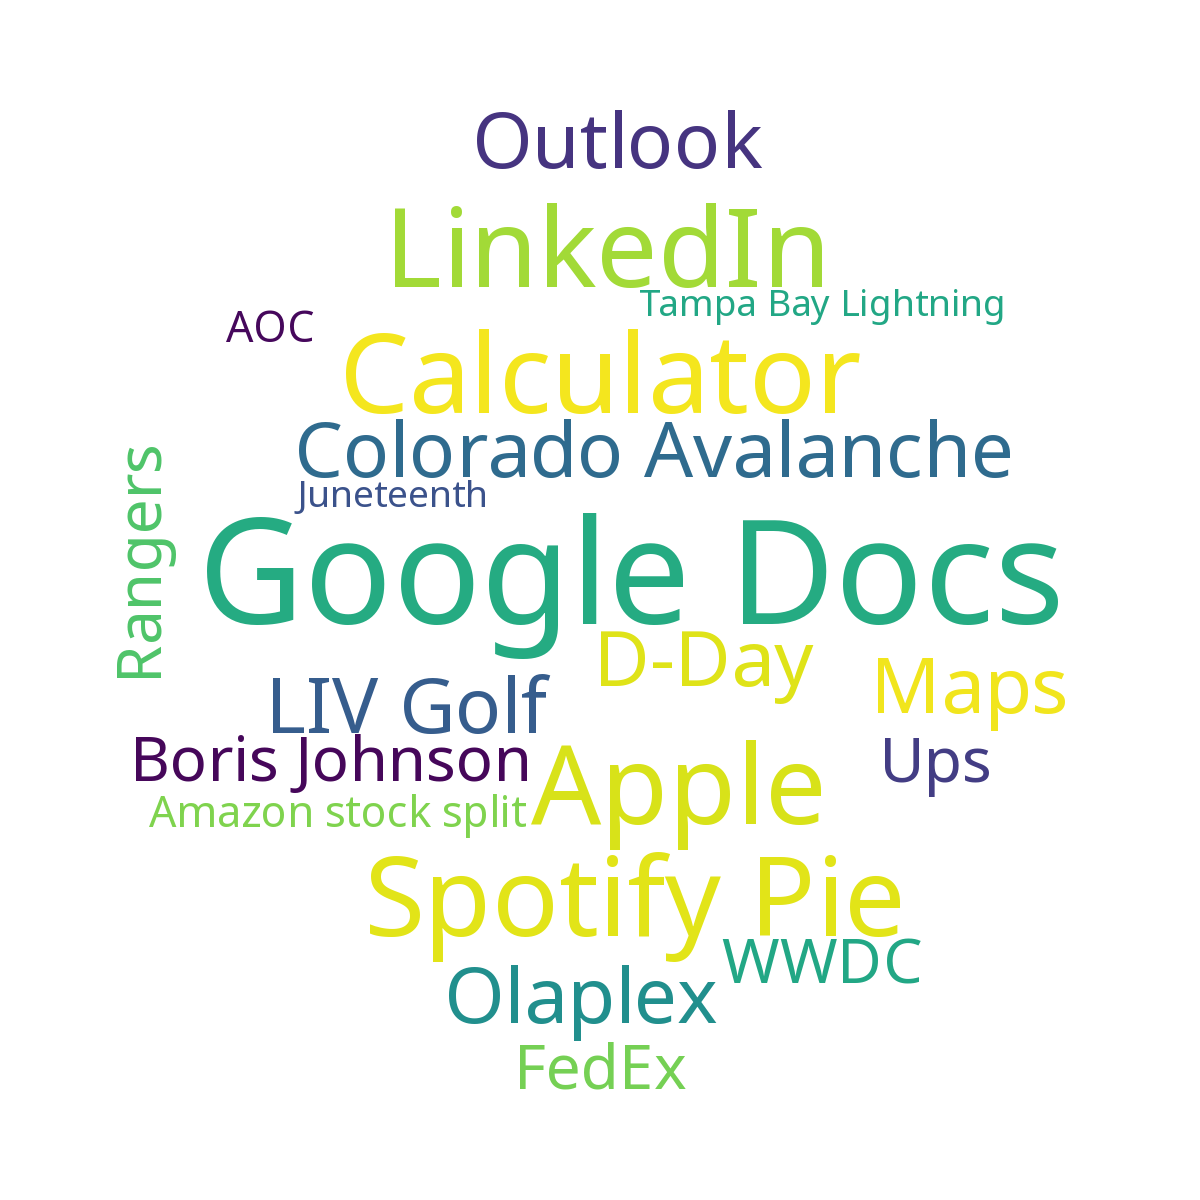 Outlook
LinkedIn
Tampa Bay Lightning
AOC
Calculator
Colorado Avalanche
Juneteenth
Rangers
Google Docs
D-Day
Maps
LIV Golf
Boris Johnson
Ups
Apple
Amazon stock split
Spotify Pie
WWDC
Olaplex
FedEx